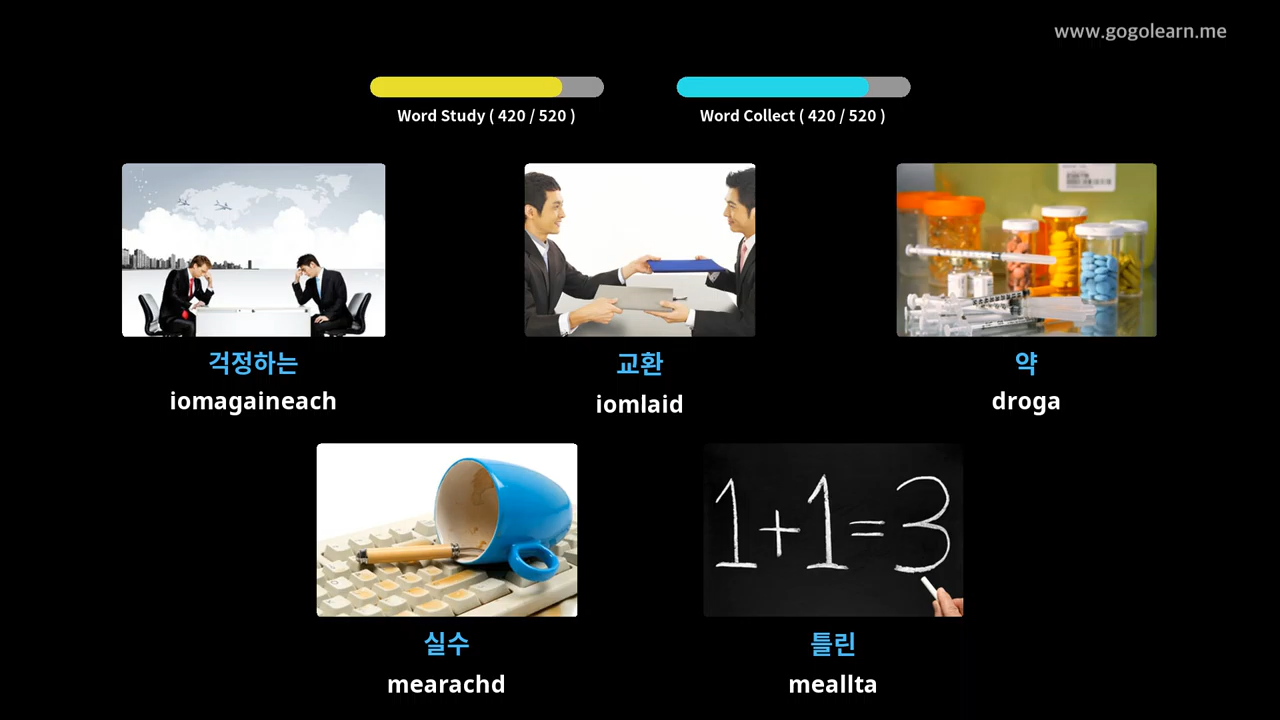 www.gogolearn.me
Word Study ( 420 / 520 )
Word Collect ( 420 / 520 )
걱정하는
iomagaineach
교환
iomlaid
약
droga
실수
mearachd
1+1=3
틀린
meallta